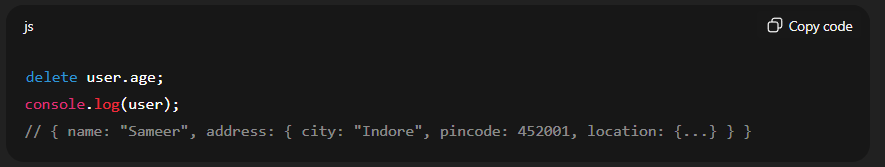 js
Copy code
delete user.age;
console.log(user);
// { name: "Sameer", address: { city: "Indore", pincode: 452001, location: {...} } }